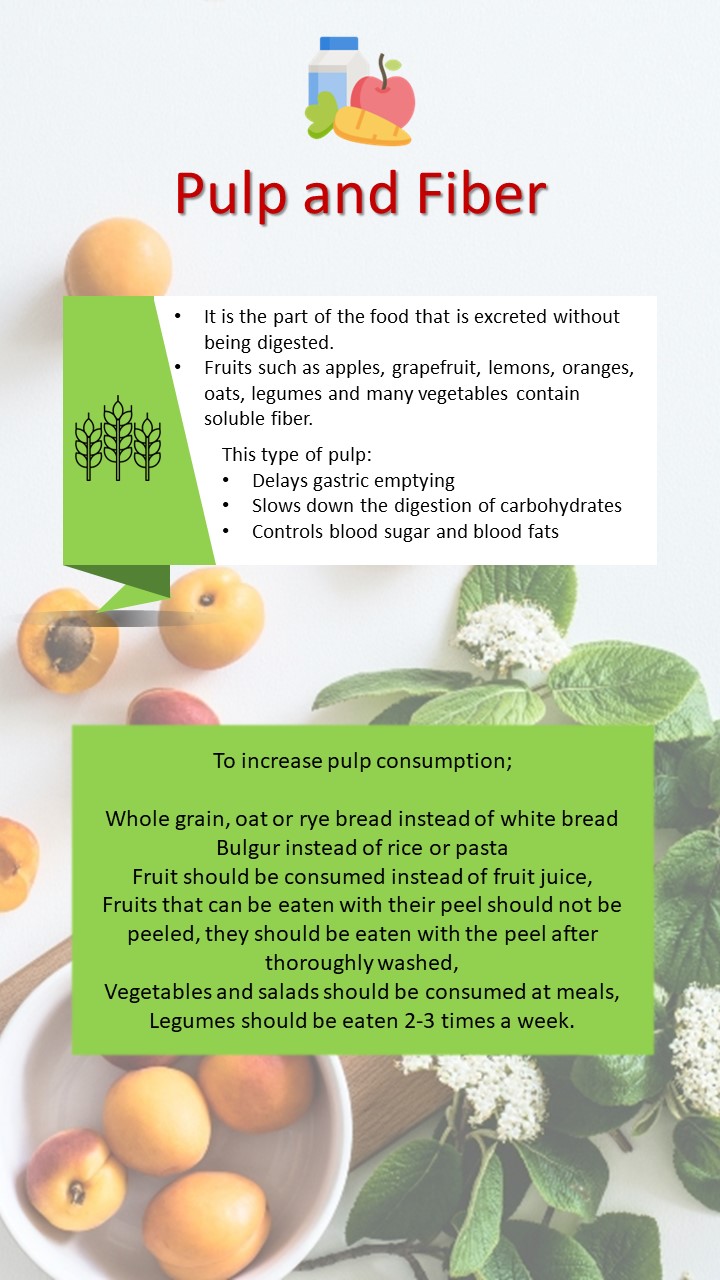 Pulp and Fiber
• It is the part of the food that is excreted without
being digested.
• Fruits such as apples, grapefruit, lemons, oranges,
oats, legumes and many vegetables contain
soluble fiber.
This type of pulp:
• Delays gastric emptying
• Slows down the digestion of carbohydrates
• Controls blood sugar and blood fats
To increase pulp consumption;
Whole grain, oat or rye bread instead of white bread
Bulgur instead of rice or pasta
Fruit should be consumed instead of fruit juice,
Fruits that can be eaten with their peel should not be
peeled, they should be eaten with the peel after
thoroughly washed,
Vegetables and salads should be consumed at meals,
Legumes should be eaten 2-3 times a week.